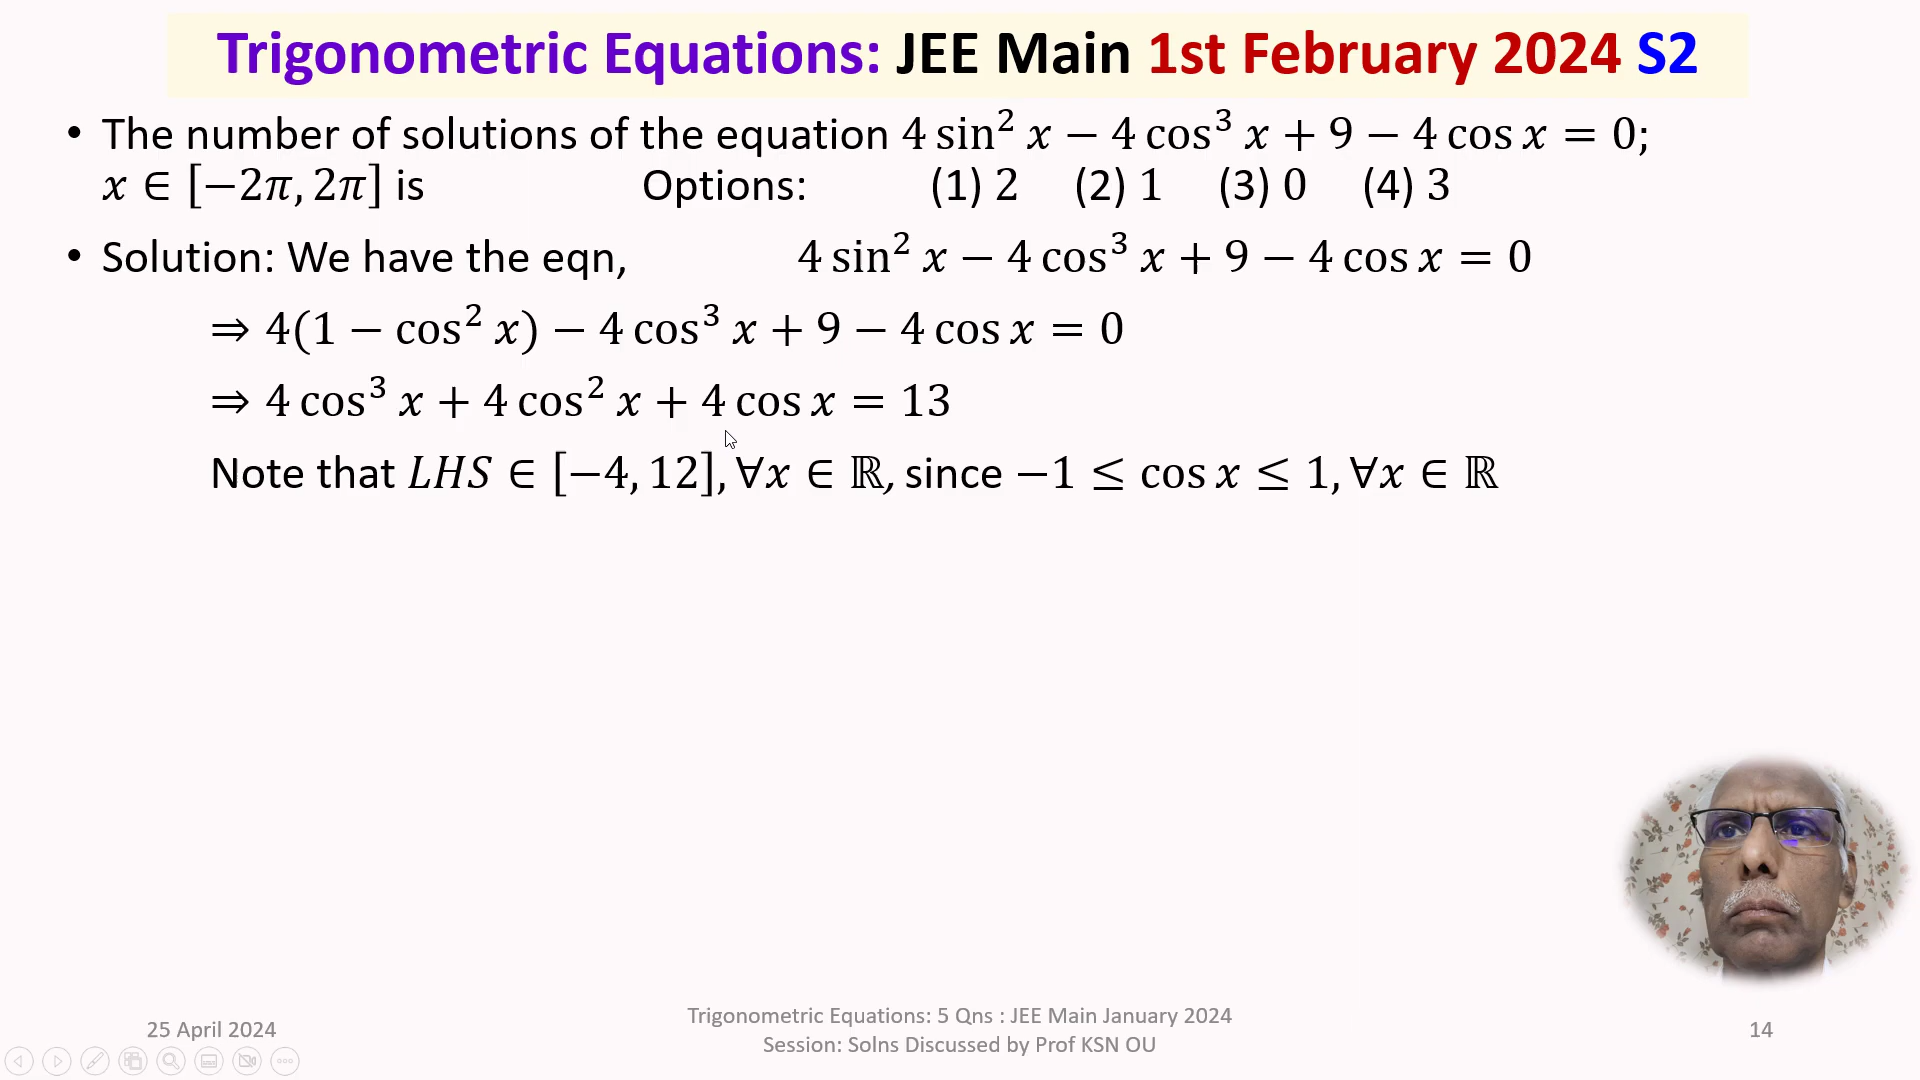 Trigonometric Equations: JEE Main 1st February 2024 S2
• The number of solutions of the equation 4 sin² x − 4 cos³ x + 9 − 4 cos x = 0;
x ∈ [−2π, 2π] is Options: (1) 2 (2) 1 (3) 0 (4) 3
• Solution: We have the eqn, 4 sin² x − 4 cos³ x + 9 − 4 cos x = 0
⇒ 4(1 − cos² x) − 4 cos³ x + 9 − 4 cos x = 0
⇒ 4 cos³ x + 4 cos² x + 4 cos x = 13
Note that LHS ∈ [−4, 12], ∀x ∈ ℝ, since −1 ≤ cos x ≤ 1, ∀x ∈ ℝ
25 April 2024
Trigonometric Equations: 5 Qns : JEE Main January 2024
Session: Solns Discussed by Prof KSN OU
14